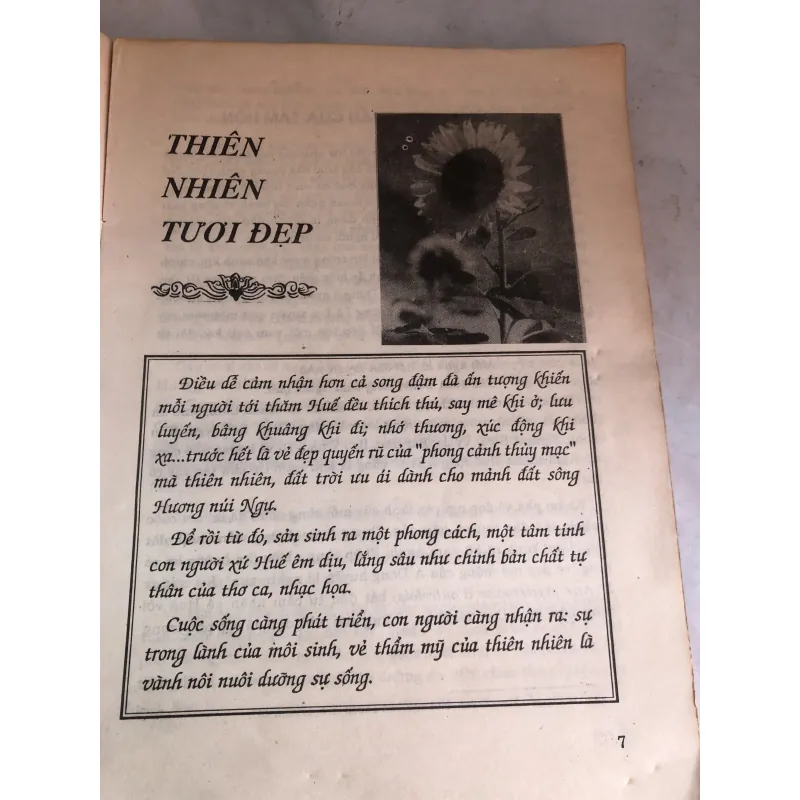 THIÊN
NHIÊN
TƯƠI ĐẸP
Điều dễ cảm nhận hơn cả song đậm đà ấn tượng khiến
mỗi người tới thăm Huế đều thích thú, say mê khi ở; lưu
luyến, bâng khuâng khi đi; nhớ thương, xúc động khi
xa...trước hết là vẻ đẹp quyến rũ của "phong cảnh thủy mạc"
mà thiên nhiên, đất trời ưu ái dành cho mảnh đất sông
Hương núi Ngự.
Để rồi từ đó, sản sinh ra một phong cách, một tâm tính
con người xứ Huế êm dịu, lắng sâu như chính bản chất tự
thân của thơ ca, nhạc họa.
Cuộc sống càng phát triển, con người càng nhận ra: sự
trong lành của môi sinh, vẻ thẩm mỹ của thiên nhiên là
vành nôi nuôi dưỡng sự sống.
7